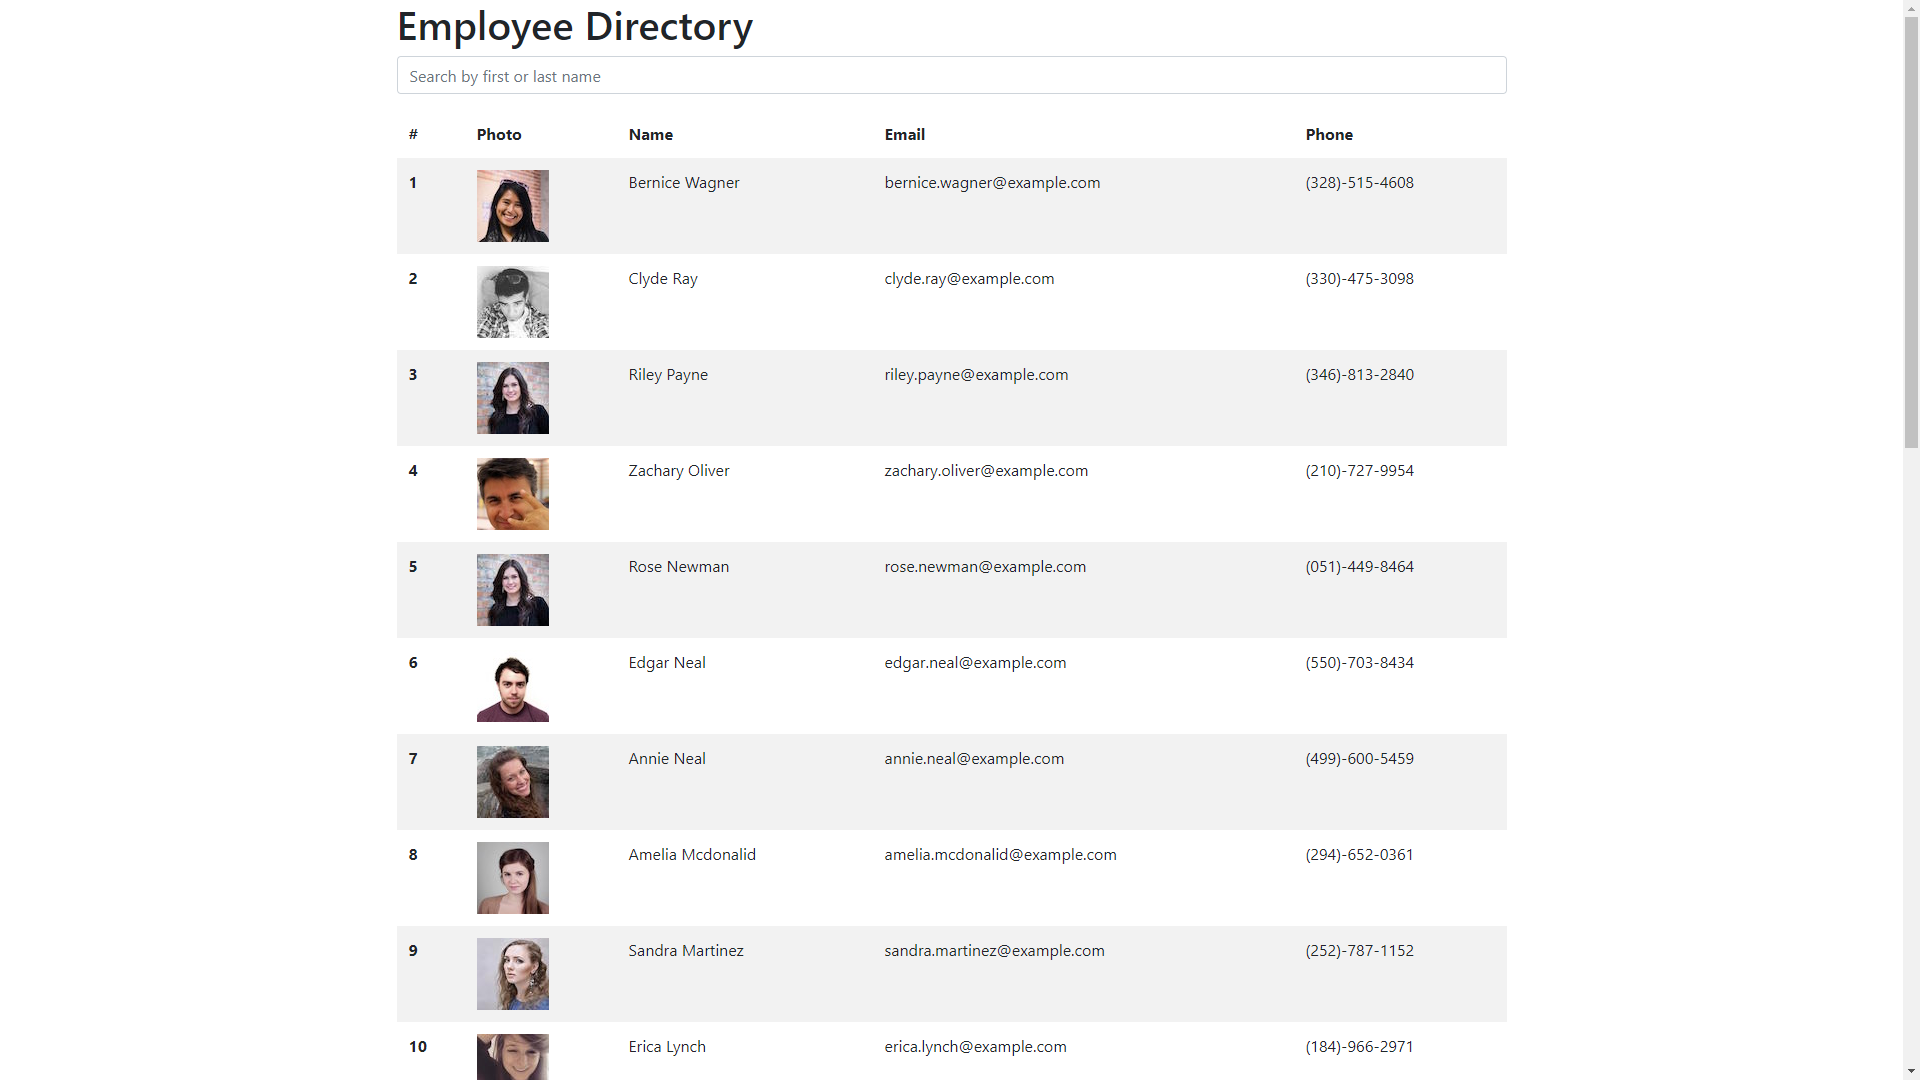 Employee Directory
Search by first or last name
# Photo Name Email Phone
1 Bernice Wagner bernice.wagner@example.com (328)-515-4608
2 Clyde Ray clyde.ray@example.com (330)-475-3098
3 Riley Payne riley.payne@example.com (346)-813-2840
4 Zachary Oliver zachary.oliver@example.com (210)-727-9954
5 Rose Newman rose.newman@example.com (051)-449-8464
6 Edgar Neal edgar.neal@example.com (550)-703-8434
7 Annie Neal annie.neal@example.com (499)-600-5459
8 Amelia Mcdonalid amelia.mcdonalid@example.com (294)-652-0361
9 Sandra Martinez sandra.martinez@example.com (252)-787-1152
10 Erica Lynch erica.lynch@example.com (184)-966-2971